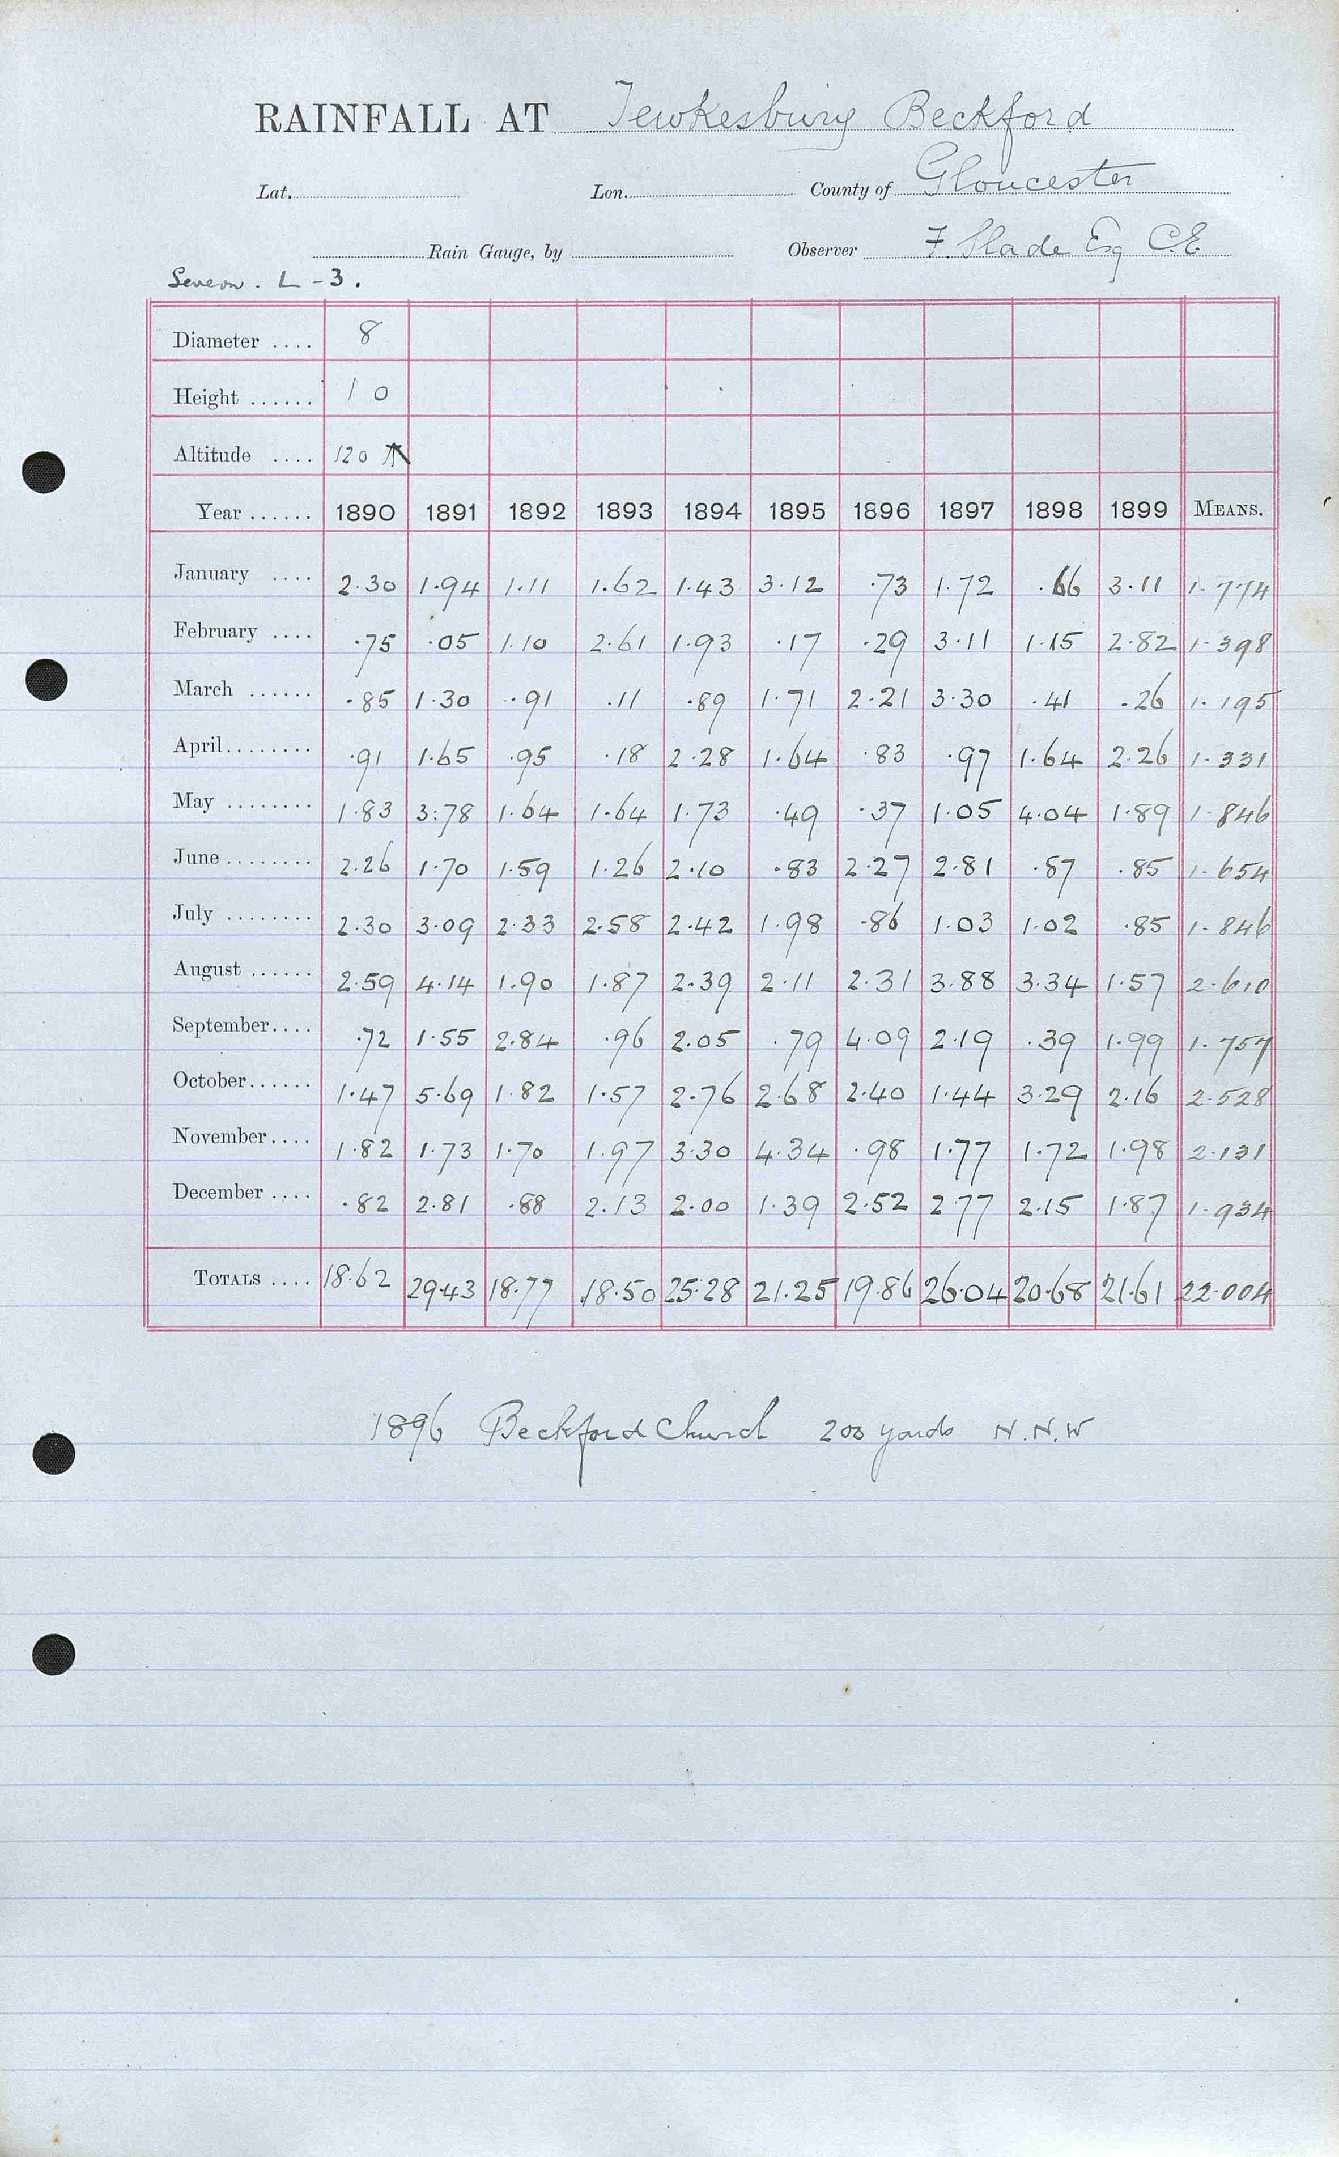 RAINFALL AT Tewkesbury Beckford
Lat. Lon. County of Gloucester
Rain Gauge, by Observer F. Slade Esq C.E.
Severn. L - 3.
Diameter .... 8
Height ...... 1 0
Altitude .... 120
Year ...... 1890 1891 1892 1893 1894 1895 1896 1897 1898 1899 MEANS.
January .... 2.30 1.94 1.11 1.62 1.43 3.12 .73 1.72 .66 3.11 1.774
February .... .75 .05 1.10 2.61 1.93 .17 .29 3.11 1.15 2.82 1.398
March ...... .85 1.30 .91 .11 .89 1.71 2.21 3.30 .41 .26 1.195
April........ .91 1.65 .95 .18 2.28 1.64 .83 .97 1.64 2.26 1.331
May ........ 1.83 3.78 1.64 1.64 1.73 .49 .37 1.05 4.04 1.89 1.846
June ........ 2.26 1.70 1.59 1.26 2.10 .83 2.27 2.81 .87 .85 1.654
July ........ 2.30 3.09 2.33 2.58 2.42 1.98 .86 1.03 1.02 .85 1.846
August ...... 2.59 4.14 1.90 1.87 2.39 2.11 2.31 3.88 3.34 1.57 2.610
September.... .72 1.55 2.84 .96 2.05 .79 4.09 2.19 .39 1.99 1.757
October...... 1.47 5.69 1.82 1.57 2.76 2.68 2.40 1.44 3.29 2.16 2.528
November.... 1.82 1.73 1.70 1.97 3.30 4.34 .98 1.77 1.72 1.98 2.131
December .... .82 2.81 .88 2.13 2.00 1.39 2.52 2.77 2.15 1.87 1.934
TOTALS .... 18.62 29.43 18.77 18.50 25.28 21.25 19.86 26.04 20.68 21.61 22.004
1896 Beckford Church 200 yards N.N.W